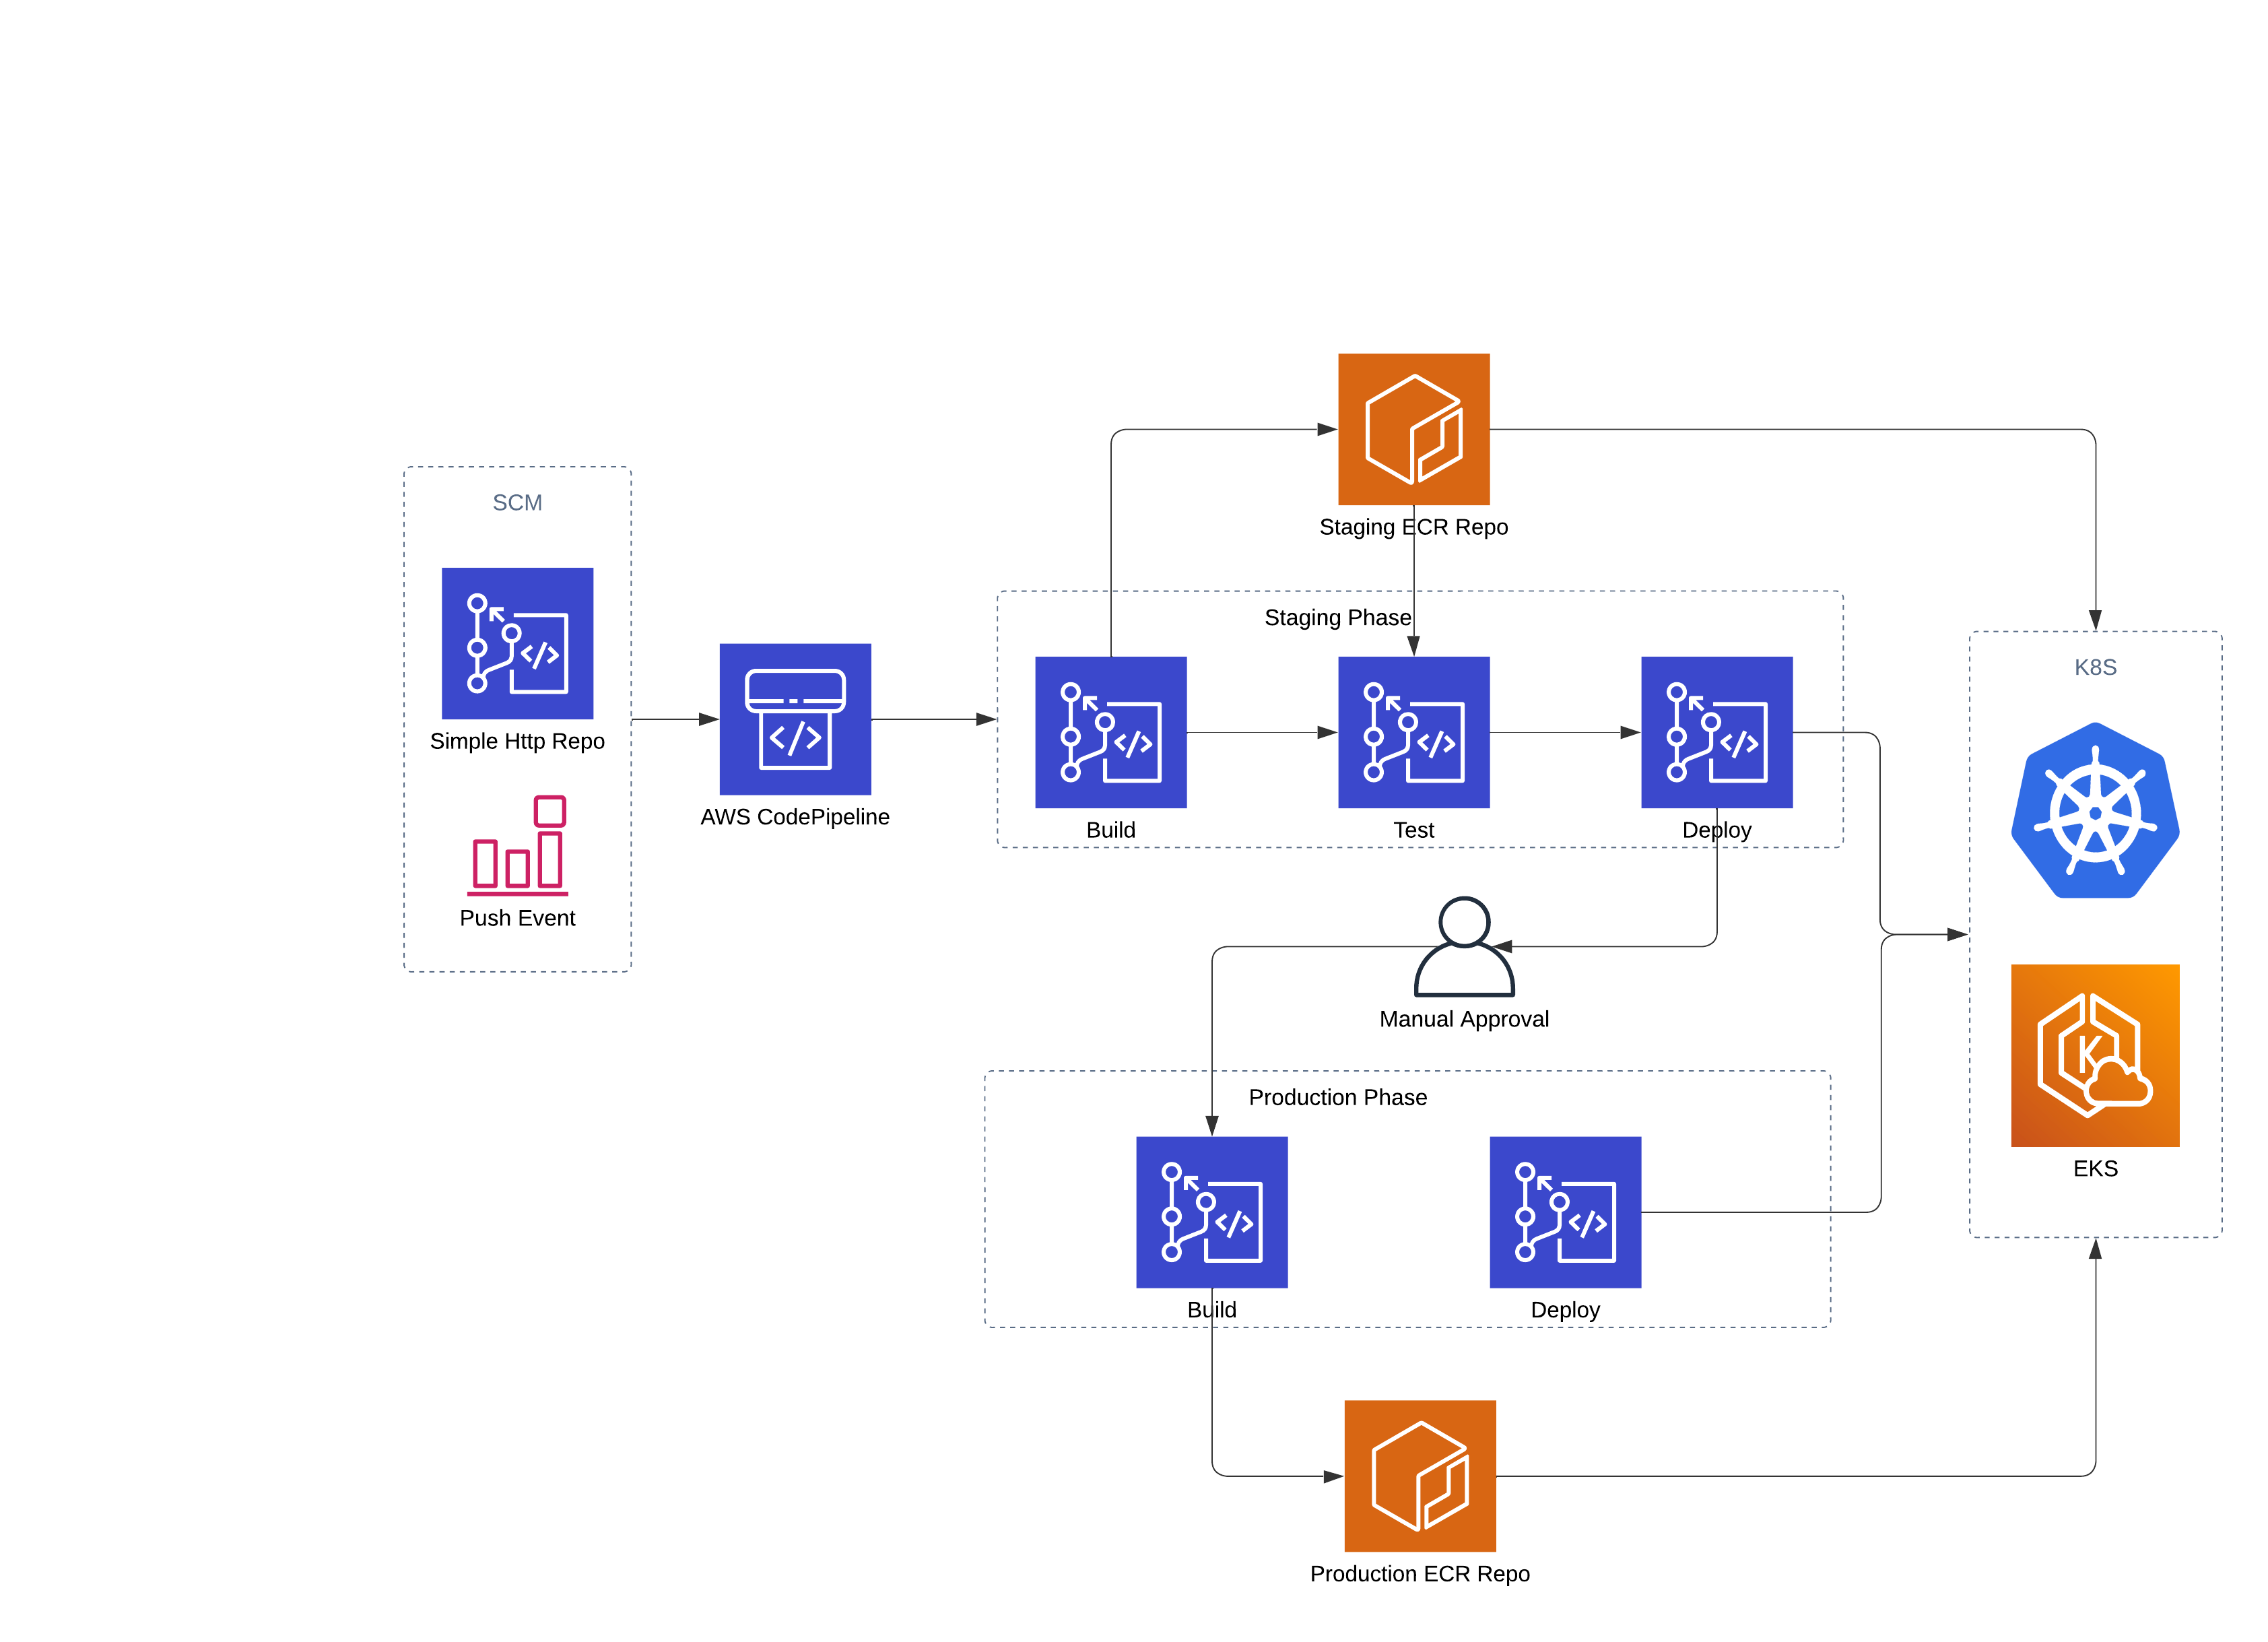 Staging ECR Repo
SCM
Simple Http Repo
Push Event
AWS CodePipeline
Staging Phase
Build
Test
Deploy
Manual Approval
Production Phase
Build
Deploy
Production ECR Repo
K8S
K
EKS